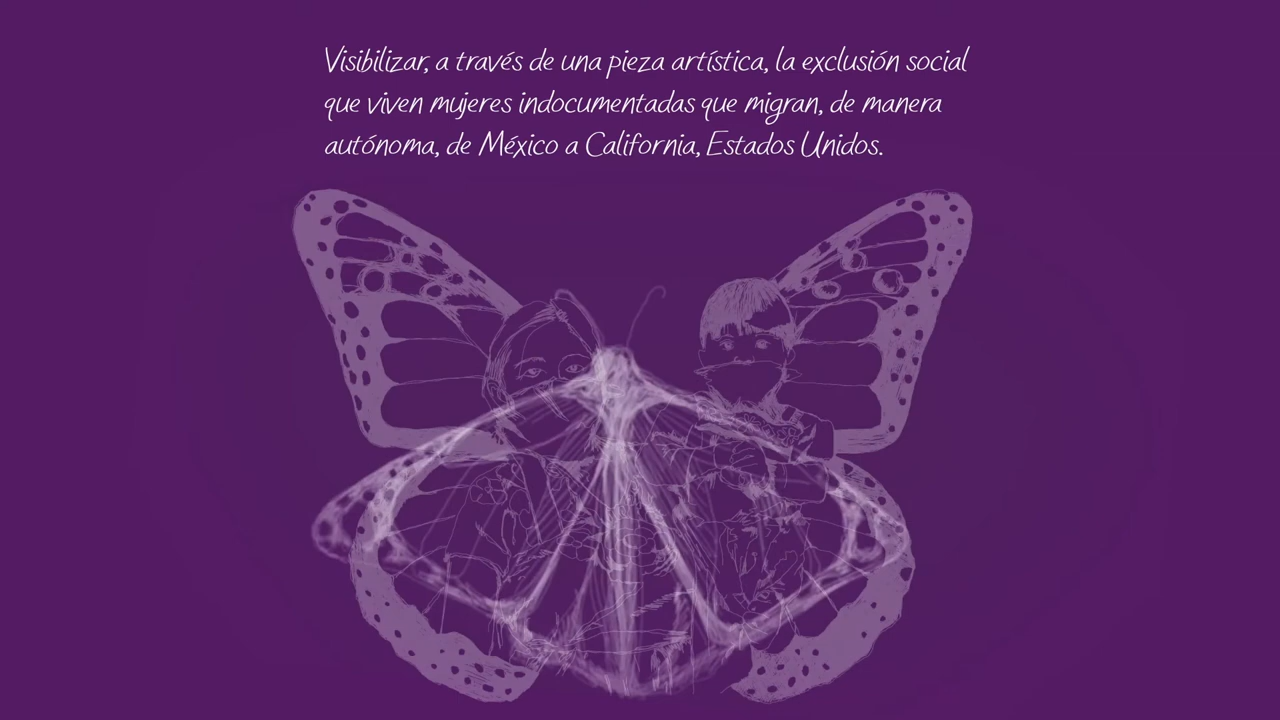 Visibilizar, a través de una pieza artística, la exclusión social
que viven mujeres indocumentadas que migran, de manera
autónoma, de México a California, Estados Unidos.